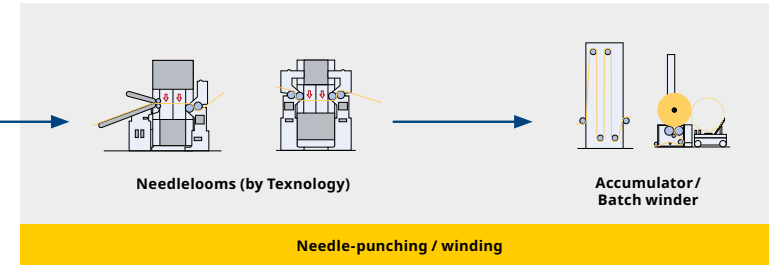 Needlelooms (by Texnology)
Accumulator/
Batch winder
Needle-punching / winding